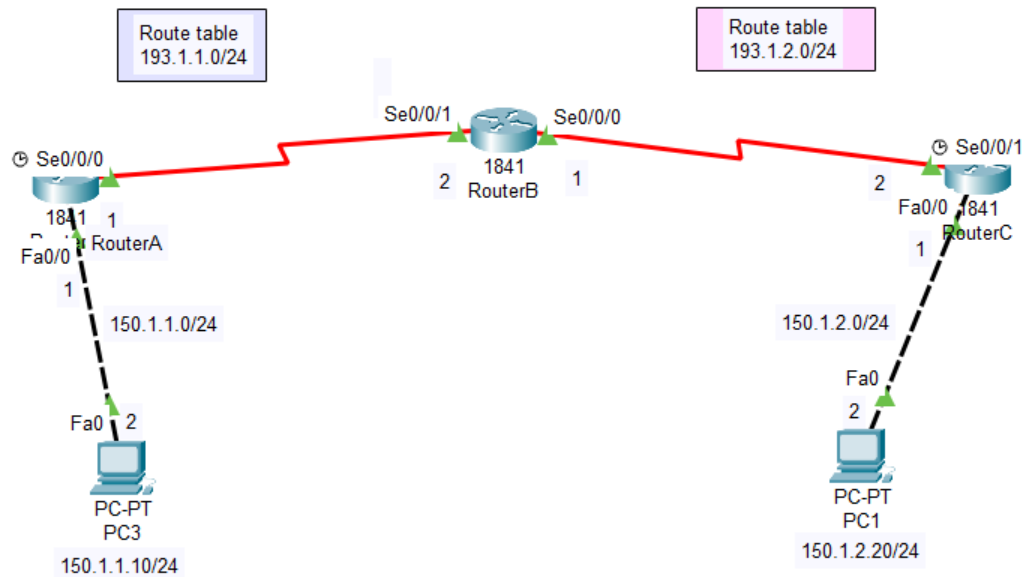 Route table
193.1.1.0/24
Route table
193.1.2.0/24
Se0/0/1
Se0/0/0
Se0/0/0
Se0/0/1
1841
RouterB
2
1
1
2
1841
RouterA
Fa0/0
1
Fa0/0
1841
RouterC
1
150.1.1.0/24
150.1.2.0/24
Fa0
2
Fa0
2
PC-PT
PC3
150.1.1.10/24
PC-PT
PC1
150.1.2.20/24